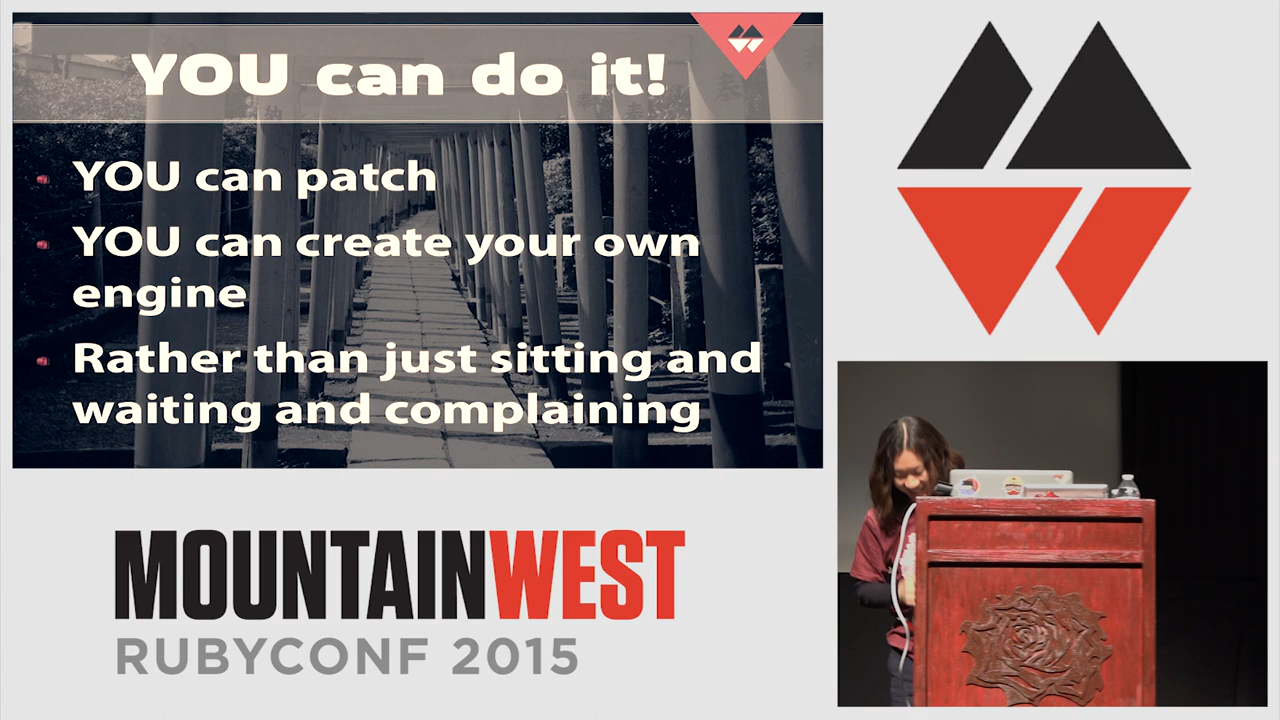 YOU can do it!
YOU can patch
YOU can create your own
engine
Rather than just sitting and
waiting and complaining
MOUNTAINWEST
RUBYCONF 2015